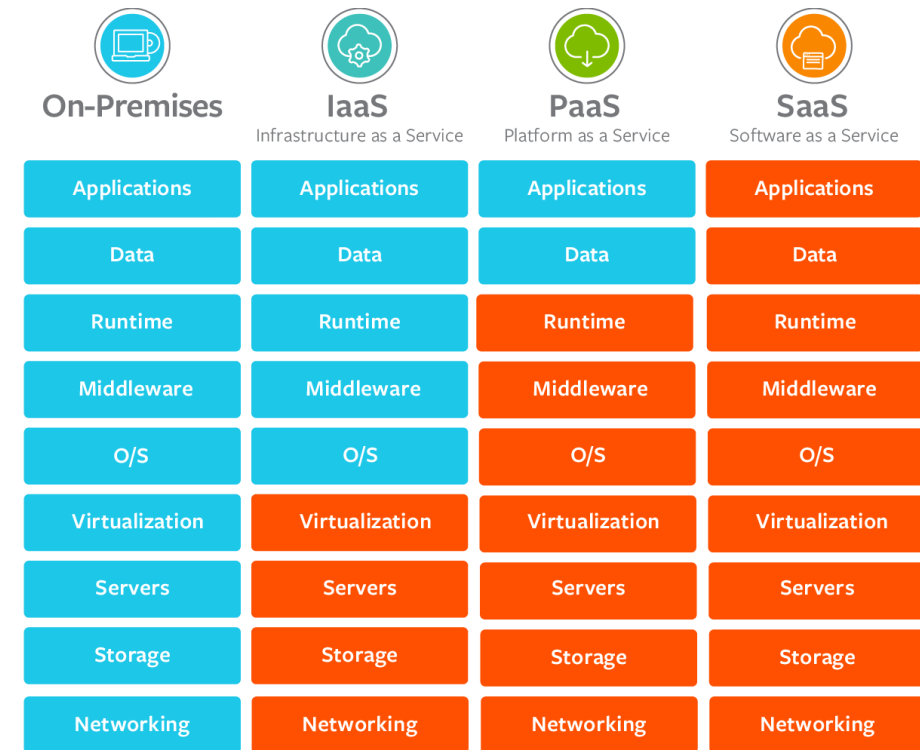 On-Premises
IaaS
Infrastructure as a Service
PaaS
Platform as a Service
SaaS
Software as a Service
Applications Applications Applications Applications
Data Data Data Data
Runtime Runtime Runtime Runtime
Middleware Middleware Middleware Middleware
O/S O/S O/S O/S
Virtualization Virtualization Virtualization Virtualization
Servers Servers Servers Servers
Storage Storage Storage Storage
Networking Networking Networking Networking